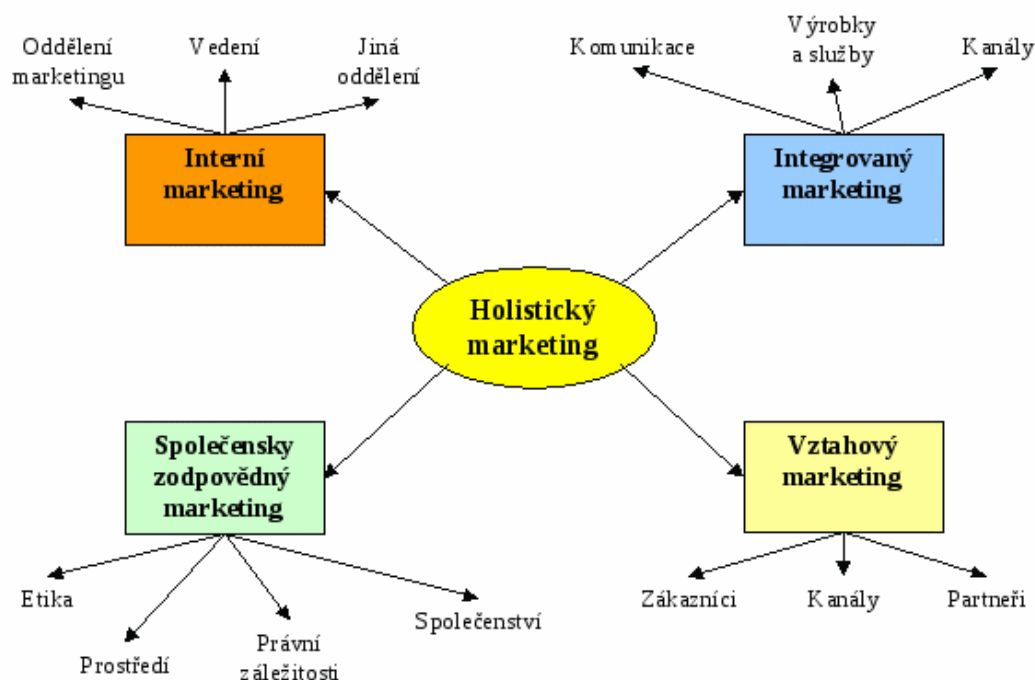 Oddělení
marketingu
Vedení
Jiná
oddělení
Komunikace
Výrobky
a služby
Kanály
Interní
marketing
Integrovaný
marketing
Holistický
marketing
Společensky
zodpovědný
marketing
Vztahový
marketing
Etika
Prostředí
Právní
záležitosti
Společenství
Zákazníci
Kanály
Partneři